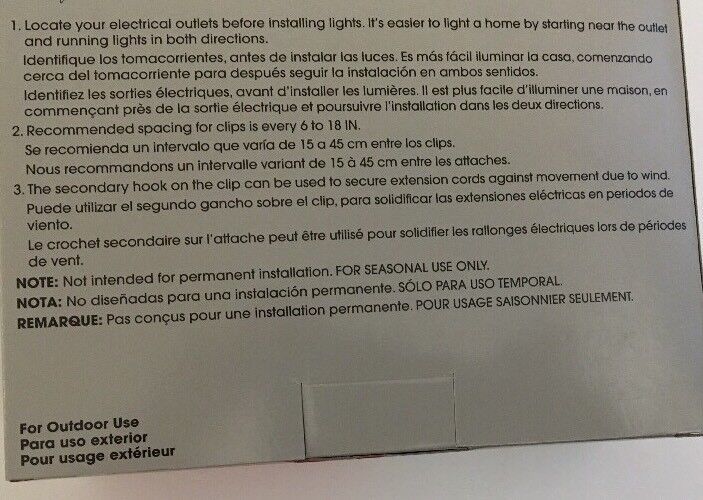 1. Locate your electrical outlets before installing lights. It's easier to light a home by starting near the outlet
and running lights in both directions.
Identifique los tomacorrientes, antes de instalar las luces. Es más fácil iluminar la casa, comenzando
cerca del tomacorriente para después seguir la instalación en ambos sentidos.
Identifiez les sorties électriques, avant d'installer les lumières. Il est plus facile d'illuminer une maison, en
commençant près de la sortie électrique et poursuivre l'installation dans les deux directions.
2. Recommended spacing for clips is every 6 to 18 IN.
Se recomienda un intervalo que varía de 15 a 45 cm entre los clips.
Nous recommandons un intervalle variant de 15 à 45 cm entre les attaches.
3. The secondary hook on the clip can be used to secure extension cords against movement due to wind.
Puede utilizar el segundo gancho sobre el clip, para solidificar las extensiones eléctricas en periodos de
viento.
Le crochet secondaire sur l'attache peut être utilisé pour solidifier les rallonges électriques lors de périodes
de vent.
NOTE: Not intended for permanent installation. FOR SEASONAL USE ONLY.
NOTA: No diseñadas para una instalación permanente. SÓLO PARA USO TEMPORAL.
REMARQUE: Pas conçus pour une installation permanente. POUR USAGE SAISONNIER SEULEMENT.
For Outdoor Use
Para uso exterior
Pour usage extérieur